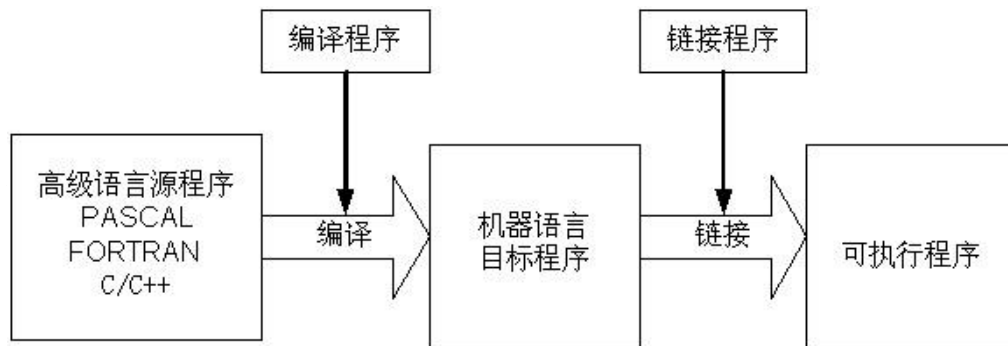 编译程序
链接程序
高级语言源程序
PASCAL
FORTRAN
C/C++
编译
机器语言
目标程序
链接
可执行程序